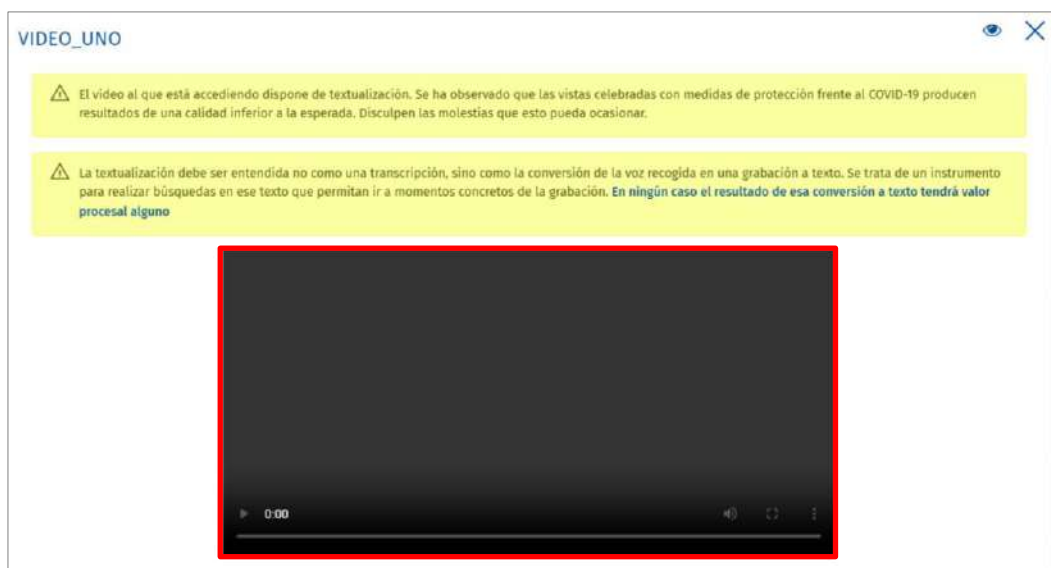 VIDEO_UNO
El video al que está accediendo dispone de textualización. Se ha observado que las vistas celebradas con medidas de protección frente al COVID-19 producen
resultados de una calidad inferior a la esperada. Disculpen las molestias que esto pueda ocasionar.
La textualización debe ser entendida no como una transcripción, sino como la conversión de la voz recogida en una grabación a texto. Se trata de un instrumento
para realizar búsquedas en ese texto que permitan ir a momentos concretos de la grabación. En ningún caso el resultado de esa conversión a texto tendrá valor
procesal alguno
0:00